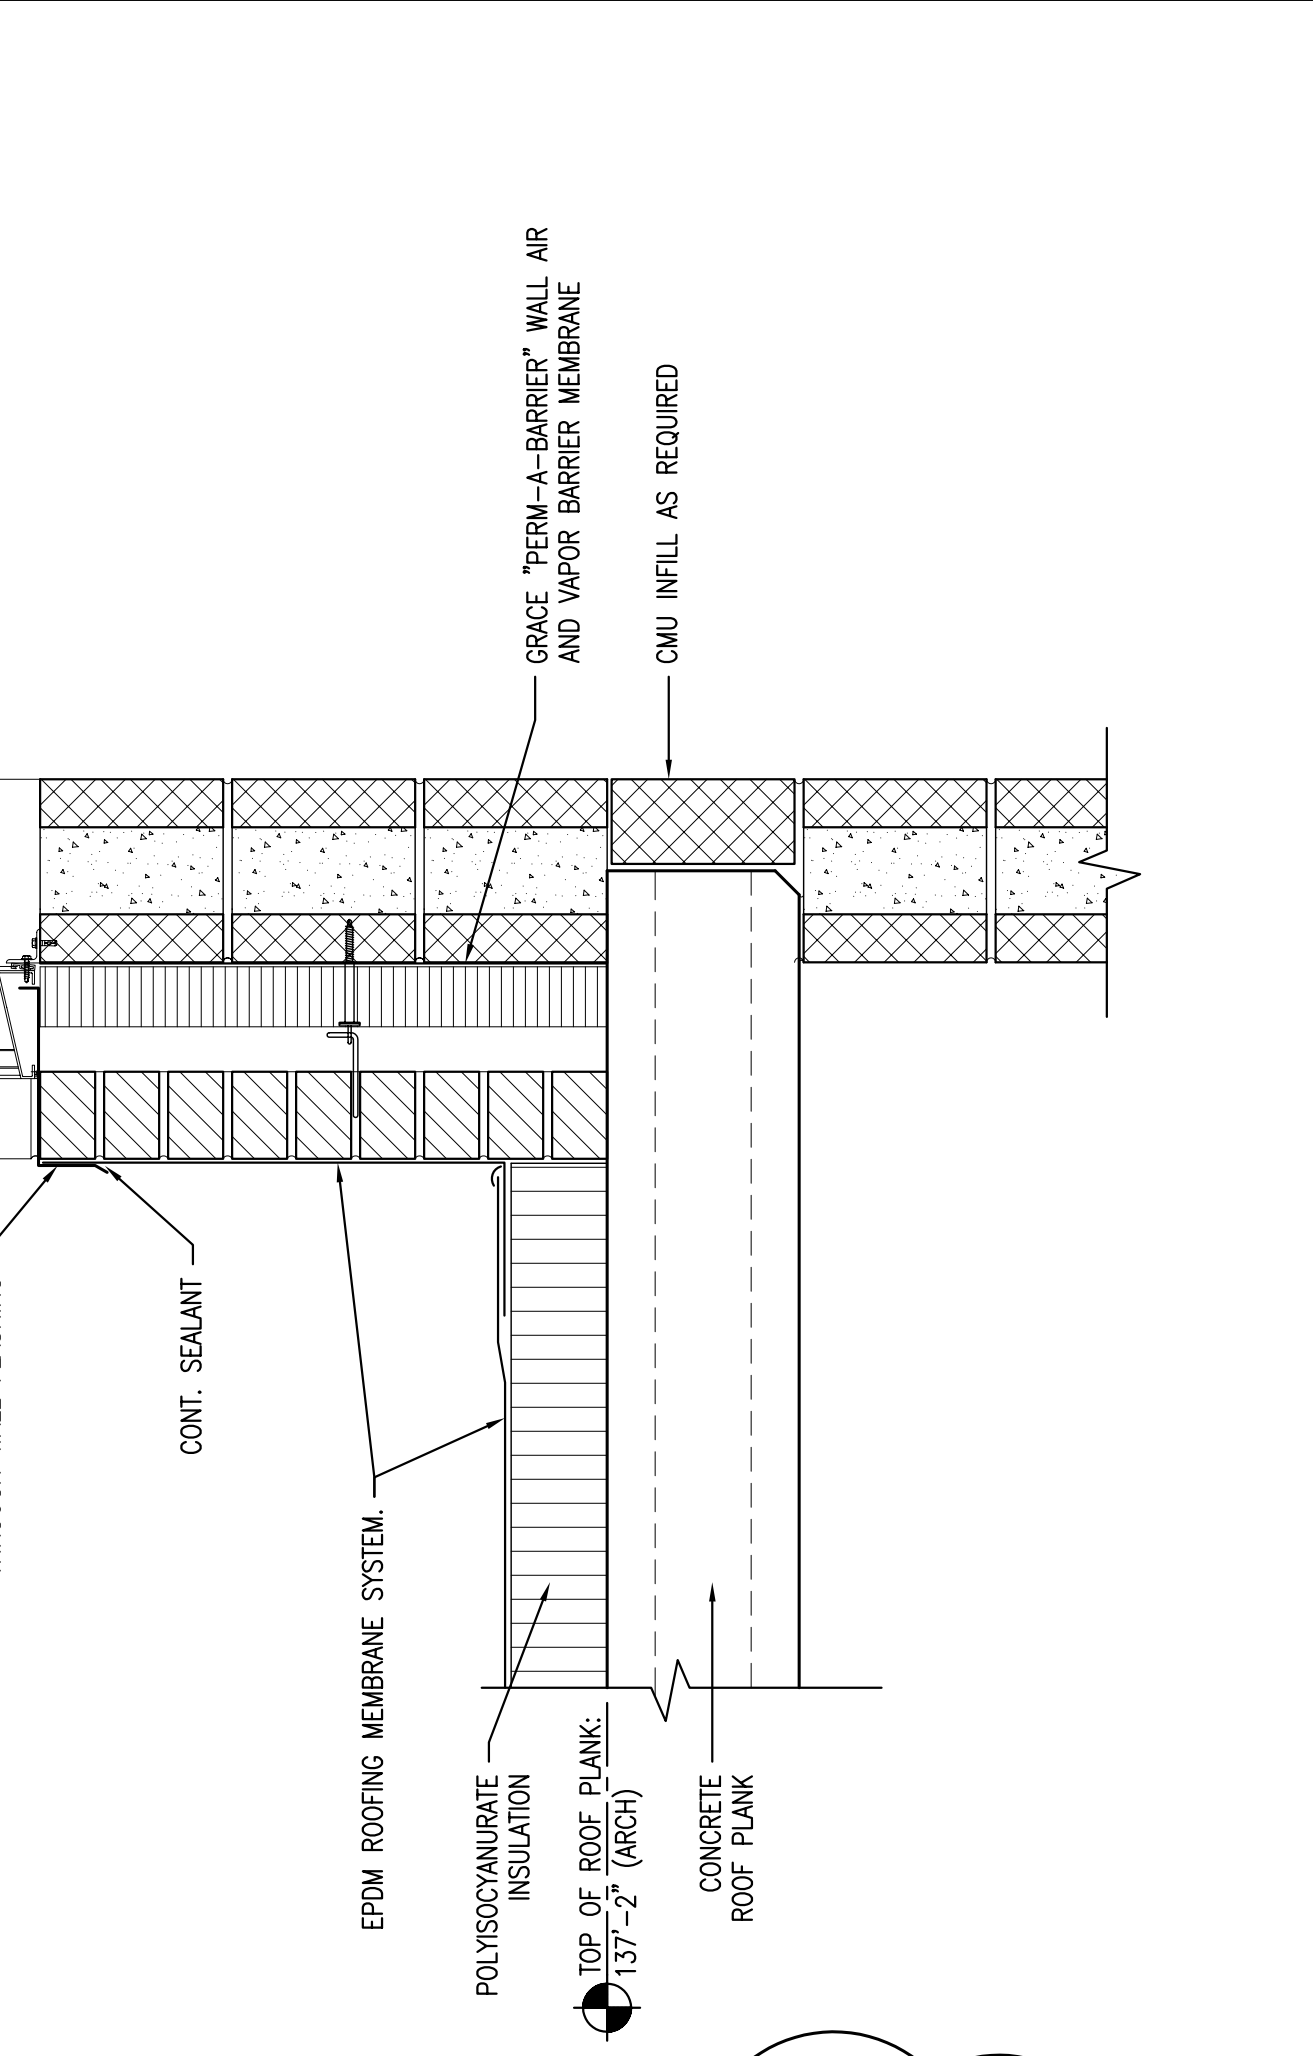 CONT. SEALANT
EPDM ROOFING MEMBRANE SYSTEM.
POLYISOCYANURATE
INSULATION
TOP OF ROOF PLANK:
137'-2" (ARCH)
CONCRETE
ROOF PLANK
GRACE "PERM-A-BARRIER" WALL AIR
AND VAPOR BARRIER MEMBRANE
CMU INFILL AS REQUIRED